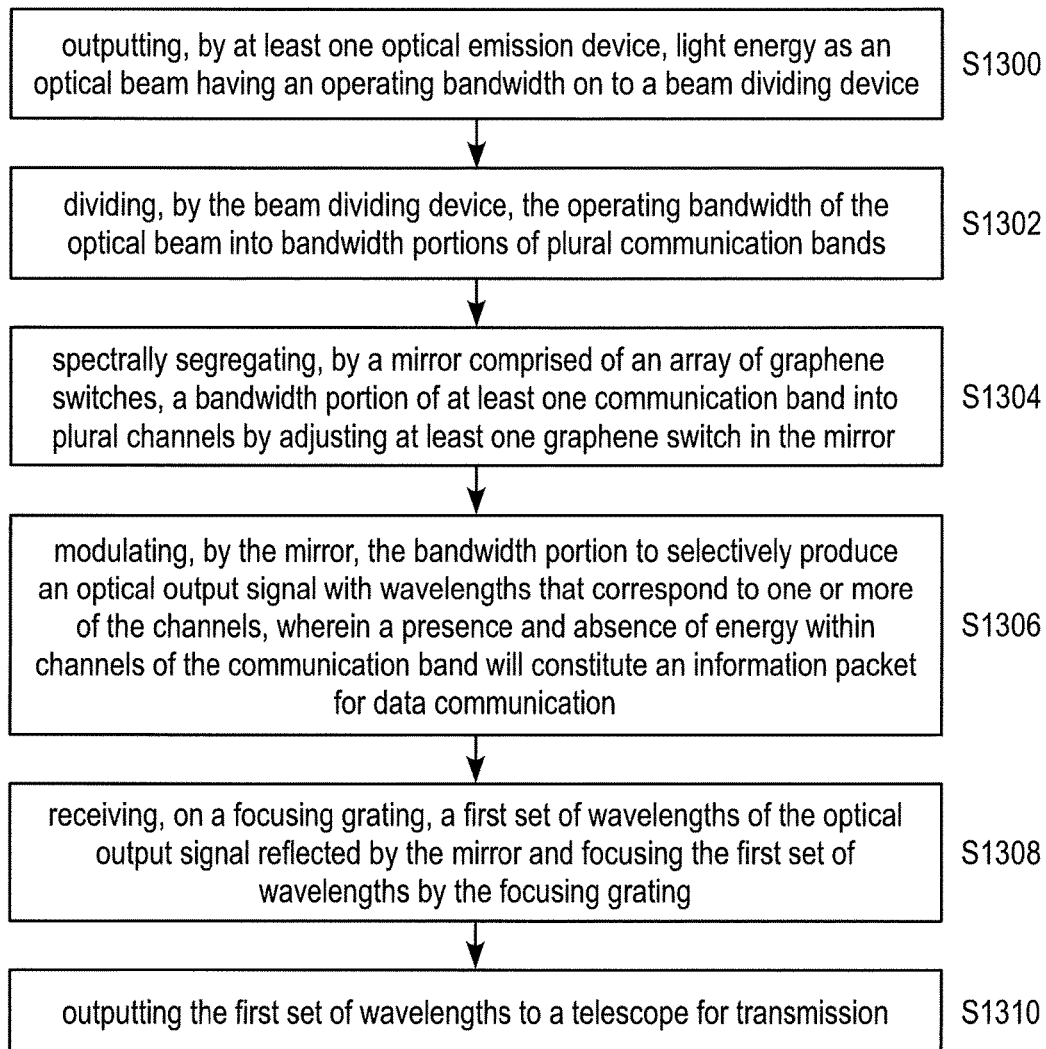 outputting, by at least one optical emission device, light energy as an
optical beam having an operating bandwidth on to a beam dividing device
S1300
dividing, by the beam dividing device, the operating bandwidth of the
optical beam into bandwidth portions of plural communication bands
S1302
spectrally segregating, by a mirror comprised of an array of graphene
switches, a bandwidth portion of at least one communication band into
plural channels by adjusting at least one graphene switch in the mirror
S1304
modulating, by the mirror, the bandwidth portion to selectively produce
an optical output signal with wavelengths that correspond to one or more
of the channels, wherein a presence and absence of energy within
channels of the communication band will constitute an information packet
for data communication
S1306
receiving, on a focusing grating, a first set of wavelengths of the optical
output signal reflected by the mirror and focusing the first set of
wavelengths by the focusing grating
S1308
outputting the first set of wavelengths to a telescope for transmission
S1310